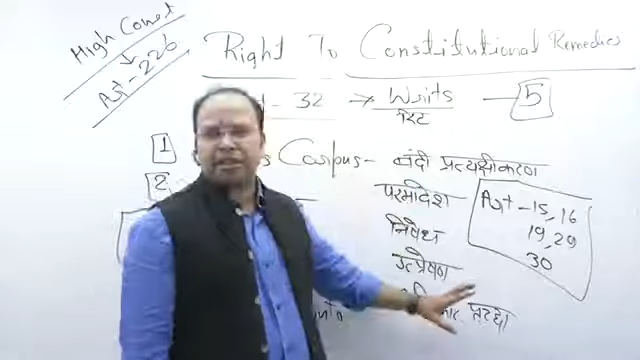 High Court
Art-226
Right To Constitutional Remedies
- 32 → Writs — 5
रिट
1
Corpus- बंदी प्रत्यक्षीकरण
2
परमादेश
Art-15, 16
19, 29
30
निषेध
उत्प्रेषण